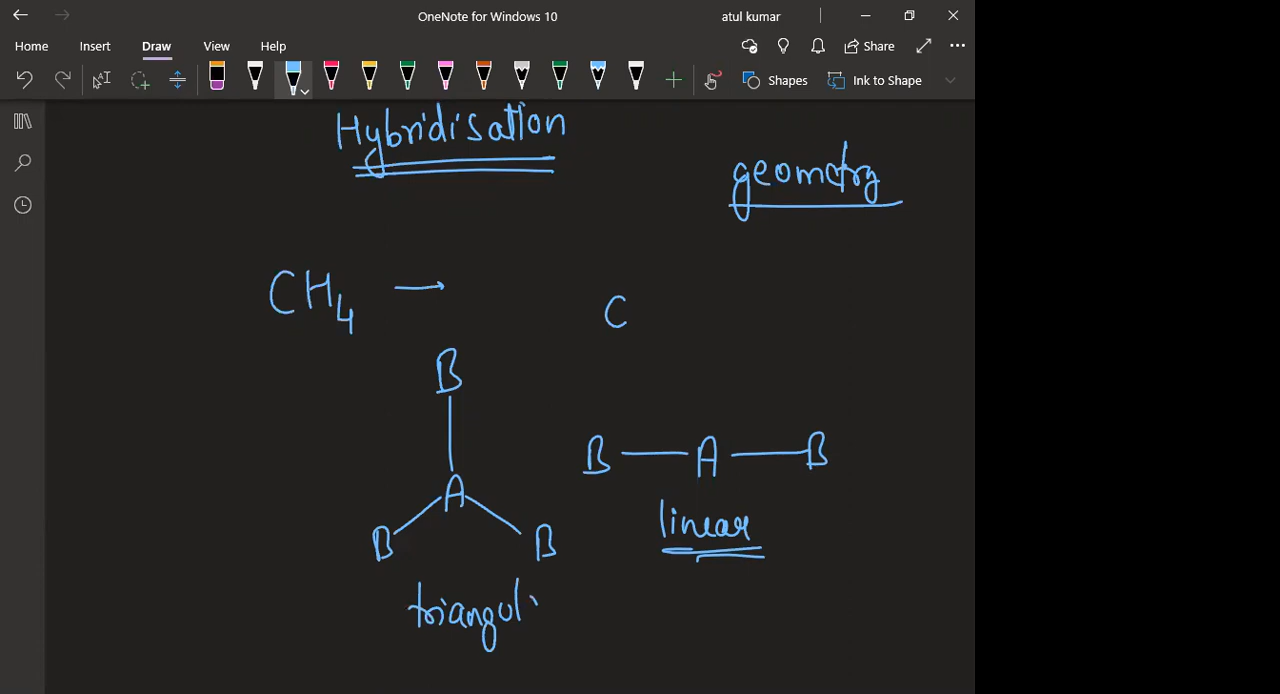 OneNote for Windows 10
atul kumar
Home Insert Draw View Help
Share
Shapes
Ink to Shape
Hybridisation
geometry
CH4 →
C
B
B A B
A
linear
B B
triangul